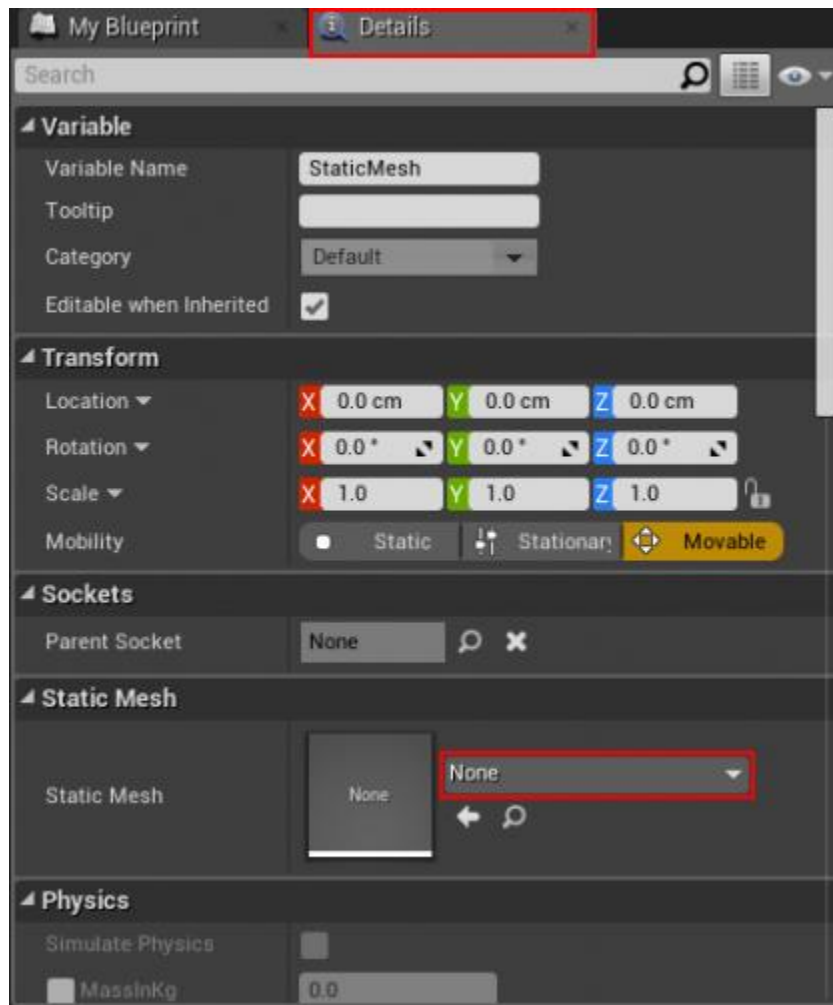 My Blueprint Details
Search
Variable
Variable Name StaticMesh
Tooltip
Category Default
Editable when Inherited
Transform
Location X 0.0 cm Y 0.0 cm Z 0.0 cm
Rotation X 0.0 ° Y 0.0 ° Z 0.0 °
Scale X 1.0 Y 1.0 Z 1.0
Mobility Static Stationar Movable
Sockets
Parent Socket None
Static Mesh
None
Static Mesh None
Physics
Simulate Physics
MassInKg 0.0